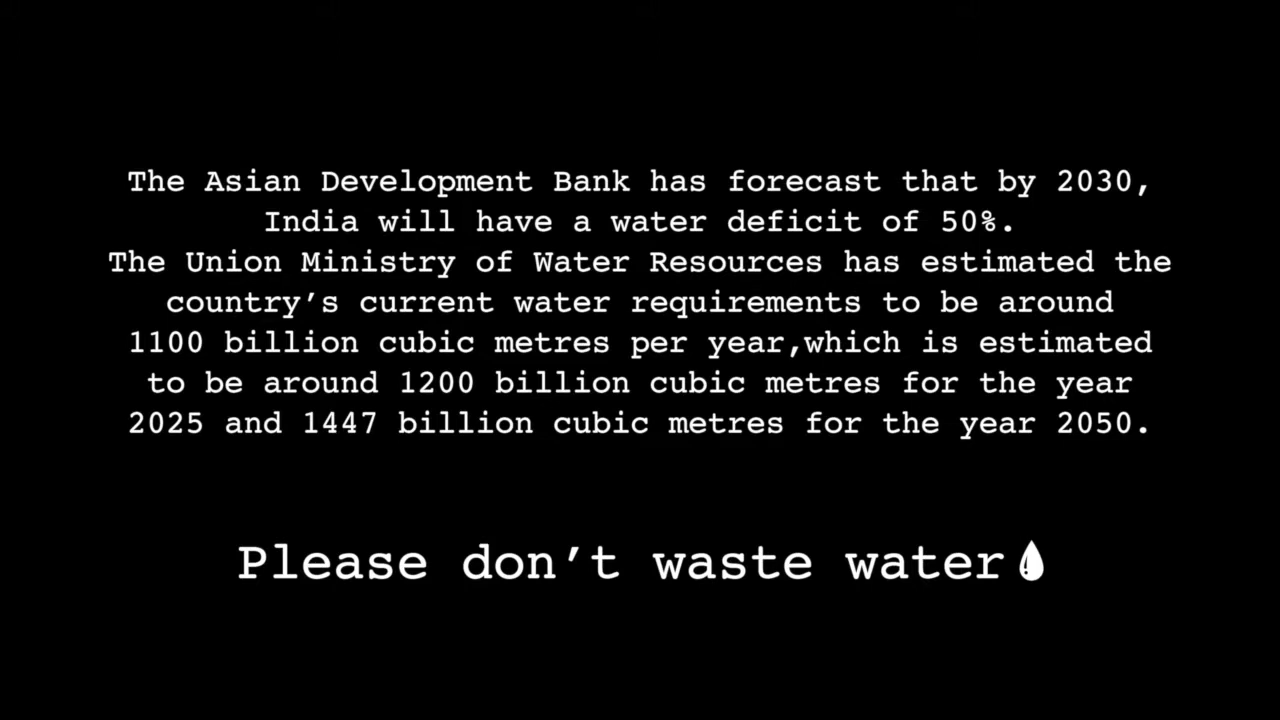 The Asian Development Bank has forecast that by 2030,
India will have a water deficit of 50%.
The Union Ministry of Water Resources has estimated the
country’s current water requirements to be around
1100 billion cubic metres per year,which is estimated
to be around 1200 billion cubic metres for the year
2025 and 1447 billion cubic metres for the year 2050.
Please don’t waste water💧